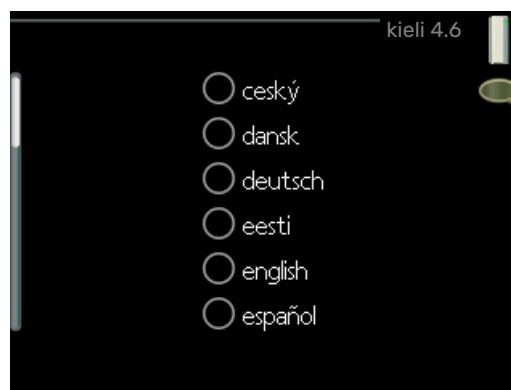 kieli 4.6
ceský
dansk
deutsch
eesti
english
español